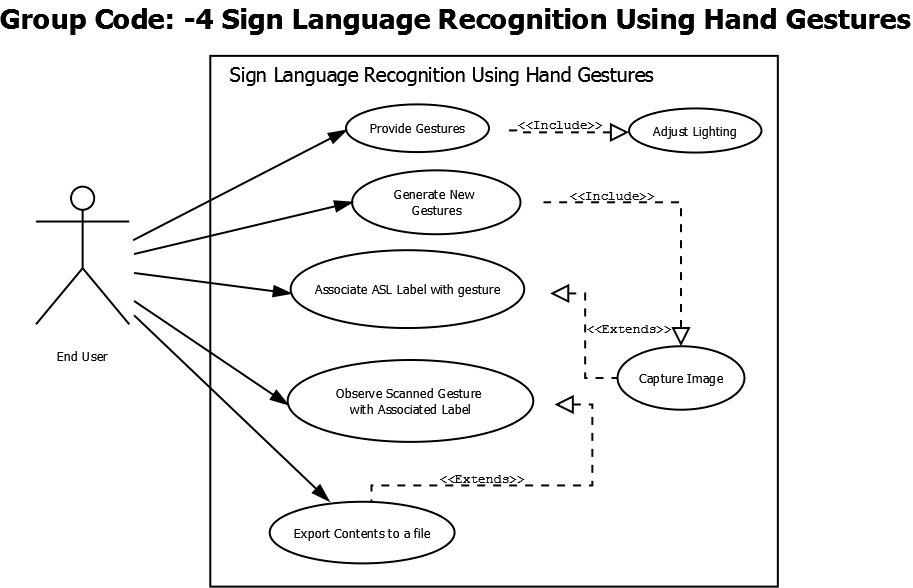 Group Code: -4 Sign Language Recognition Using Hand Gestures
Sign Language Recognition Using Hand Gestures
Provide Gestures
<<Include>>
Adjust Lighting
Generate New
Gestures
<<Include>>
Associate ASL Label with gesture
<<Extends>>
End User
Capture Image
Observe Scanned Gesture
with Associated Label
<<Extends>>
Export Contents to a file